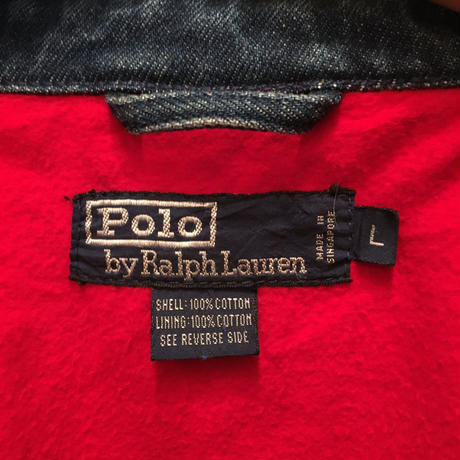 Polo
by Ralph Lauren
MADE IN
SINGAPORE
L
SHELL: 100% COTTON
LINING: 100% COTTON
SEE REVERSE SIDE